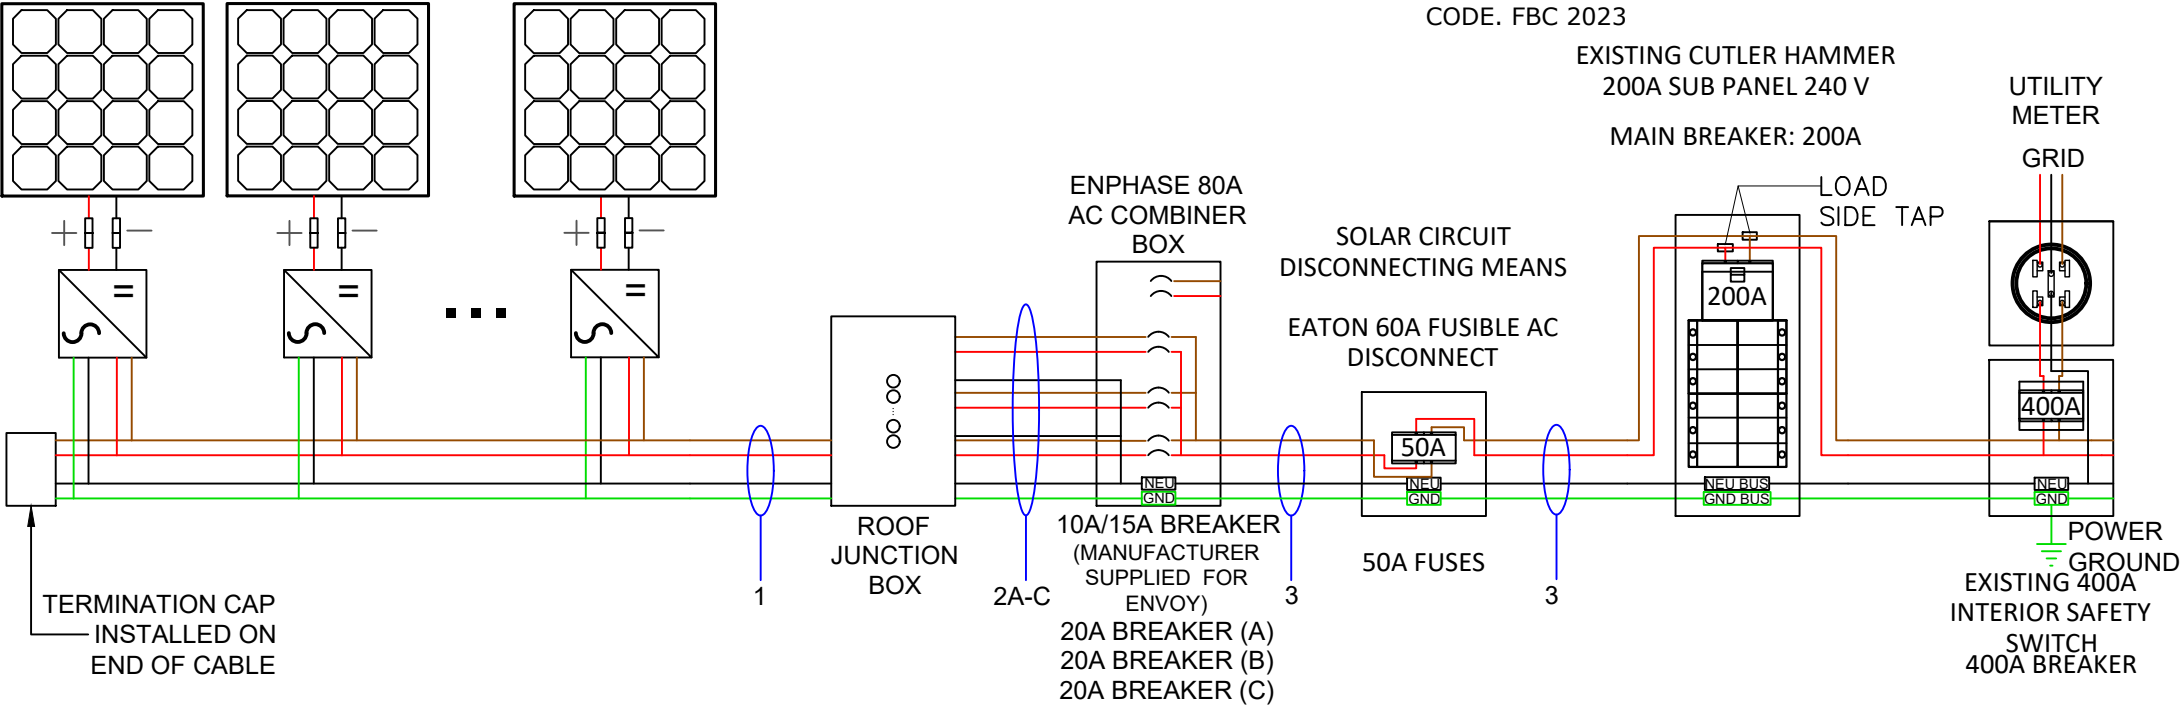 CODE. FBC 2023
EXISTING CUTLER HAMMER
200A SUB PANEL 240 V
MAIN BREAKER: 200A
UTILITY
METER
GRID
LOAD
SIDE TAP
ENPHASE 80A
AC COMBINER
BOX
SOLAR CIRCUIT
DISCONNECTING MEANS
EATON 60A FUSIBLE AC
DISCONNECT
200A
400A
50A
NEU
GND
NEU
GND
NEU BUS
GND BUS
NEU
GND
ROOF
JUNCTION
BOX
10A/15A BREAKER
(MANUFACTURER
SUPPLIED FOR
ENVOY)
20A BREAKER (A)
20A BREAKER (B)
20A BREAKER (C)
50A FUSES
POWER
GROUND
EXISTING 400A
INTERIOR SAFETY
SWITCH
400A BREAKER
1
2A-C
3
3
TERMINATION CAP
INSTALLED ON
END OF CABLE